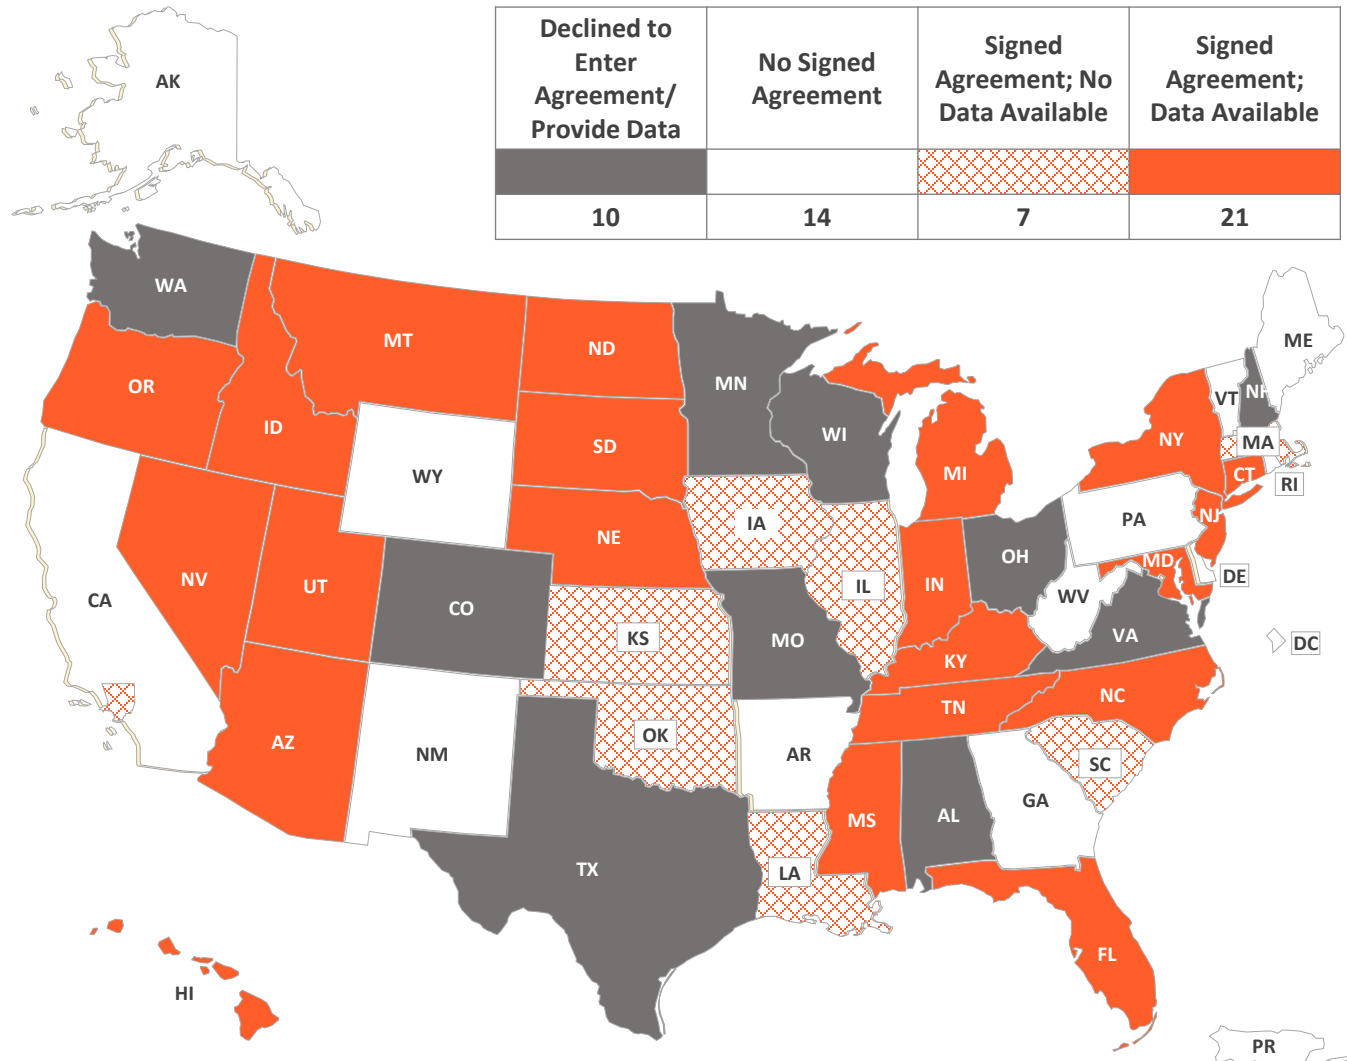 Declined to
Enter
Agreement/
Provide Data
No Signed
Agreement
Signed
Agreement; No
Data Available
Signed
Agreement;
Data Available
10
14
7
21
AK
WA
MT
ND
MN
ME
OR
ID
SD
WI
MI
VT
NH
NY
MA
CT
RI
WY
NE
IA
PA
NJ
NV
UT
CO
CA
KS
MO
IL
IN
OH
WV
MD
DE
VA
DC
KY
AZ
NM
OK
AR
TN
NC
SC
TX
LA
MS
AL
GA
FL
HI
PR